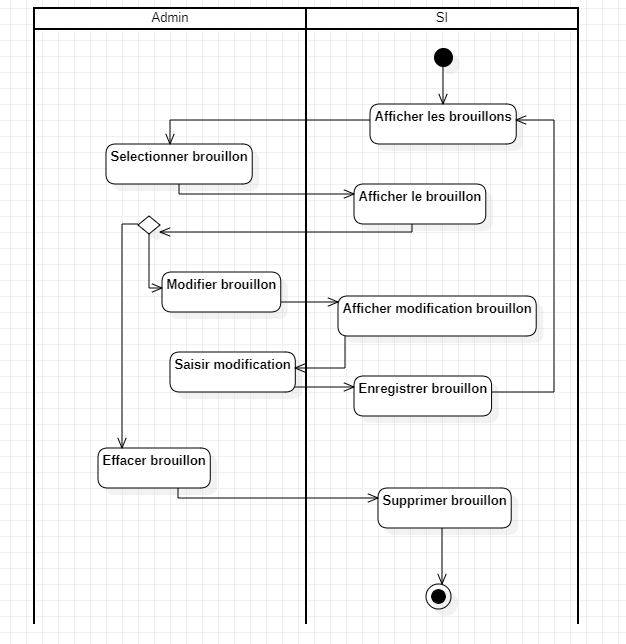 Admin
SI
Afficher les brouillons
Selectionner brouillon
Afficher le brouillon
Modifier brouillon
Afficher modification brouillon
Saisir modification
Enregistrer brouillon
Effacer brouillon
Supprimer brouillon